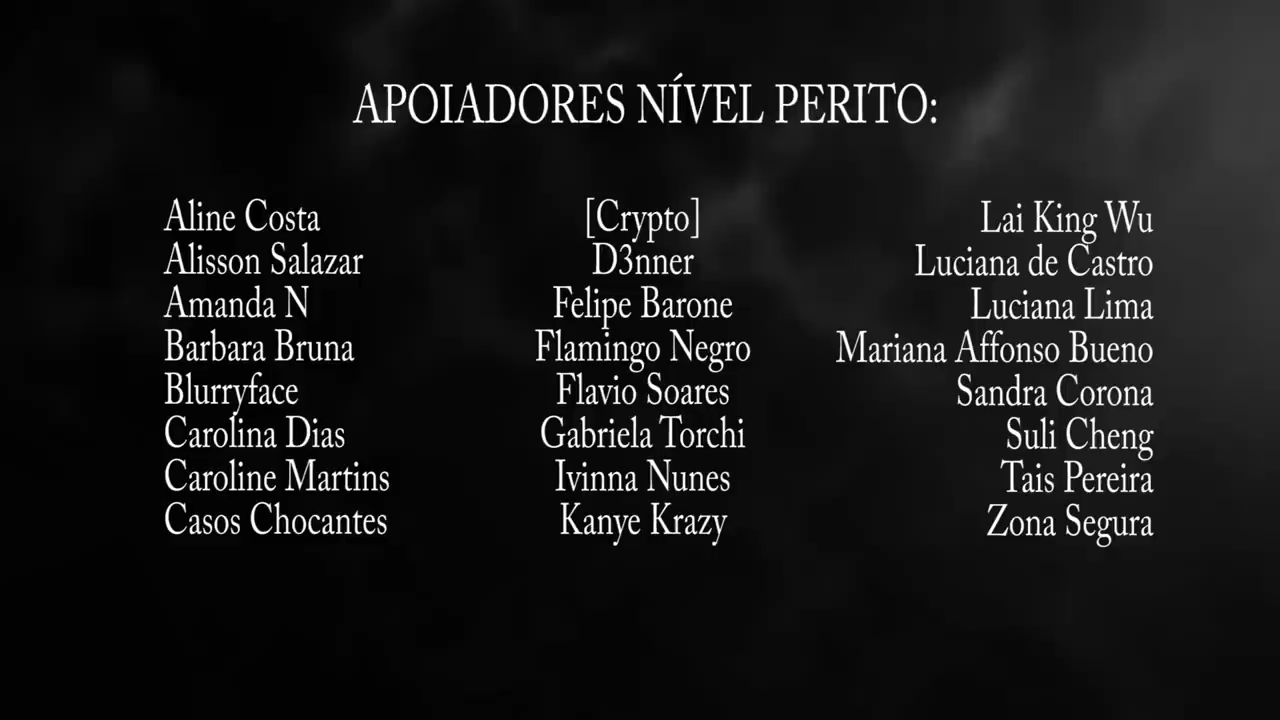 APOIADORES NÍVEL PERITO:
Aline Costa
Alisson Salazar
Amanda N
Barbara Bruna
Blurryface
Carolina Dias
Caroline Martins
Casos Chocantes
[Crypto]
D3nner
Felipe Barone
Flamingo Negro
Flavio Soares
Gabriela Torchi
Ivinna Nunes
Kanye Krazy
Lai King Wu
Luciana de Castro
Luciana Lima
Mariana Affonso Bueno
Sandra Corona
Suli Cheng
Tais Pereira
Zona Segura